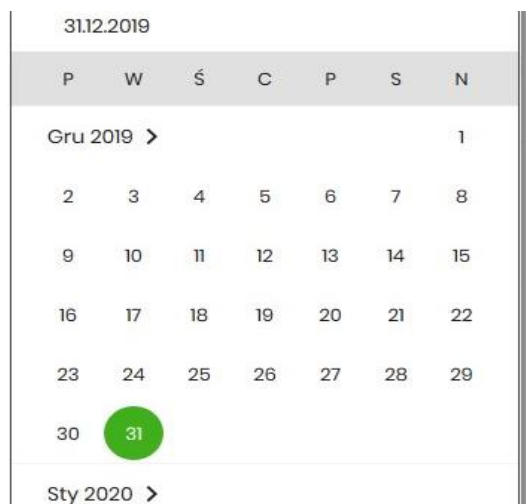 31.12.2019
P W Ś C P S N
Gru 2019 > 1
2 3 4 5 6 7 8
9 10 11 12 13 14 15
16 17 18 19 20 21 22
23 24 25 26 27 28 29
30 31
Sty 2020 >